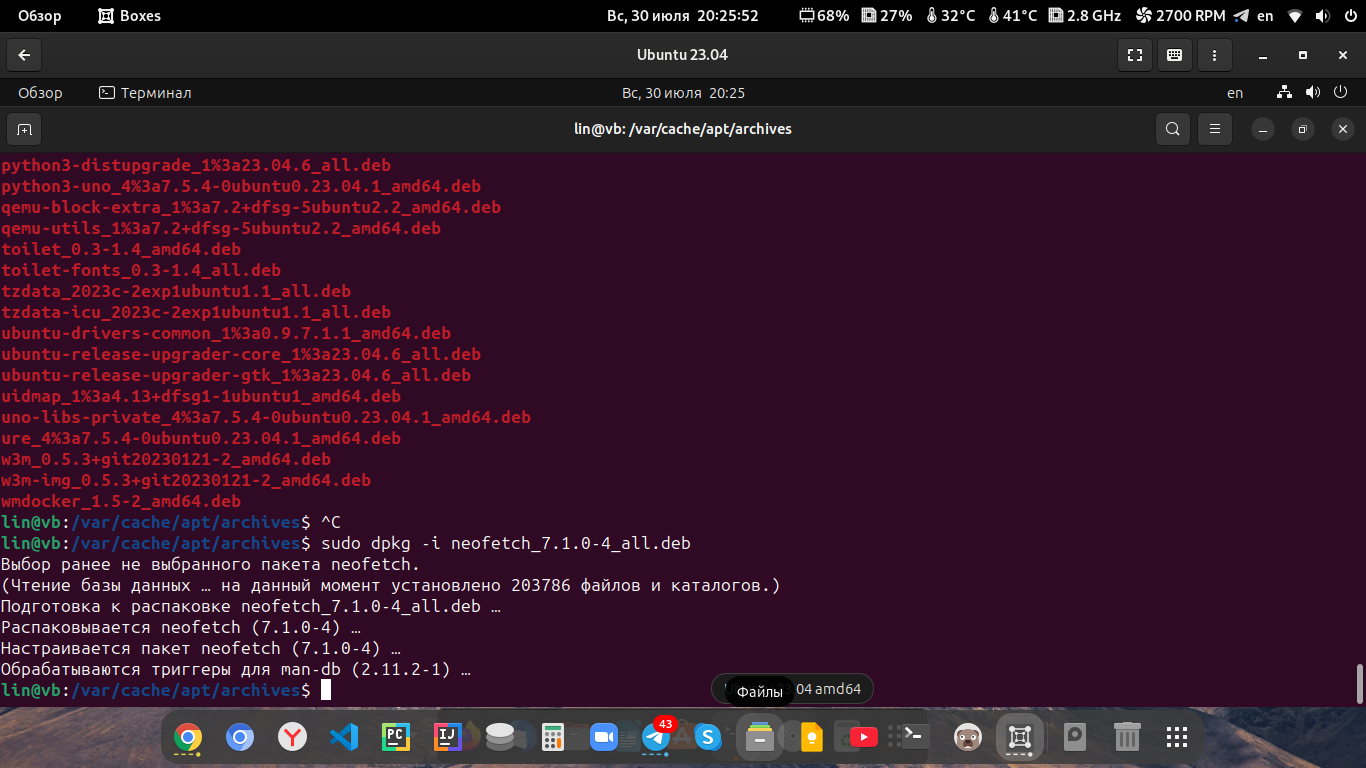 Обзор Boxes Вс, 30 июля 20:25:52 68% 27% 32°C 41°C 2.8 GHz 2700 RPM en
Ubuntu 23.04
Обзор Терминал Вс, 30 июля 20:25 en
lin@vb: /var/cache/apt/archives
python3-distupgrade_1%3a23.04.6_all.deb
python3-uno_4%3a7.5.4-0ubuntu0.23.04.1_amd64.deb
qemu-block-extra_1%3a7.2+dfsg-5ubuntu2.2_amd64.deb
qemu-utils_1%3a7.2+dfsg-5ubuntu2.2_amd64.deb
toilet_0.3-1.4_amd64.deb
toilet-fonts_0.3-1.4_all.deb
tzdata_2023c-2exp1ubuntu1.1_all.deb
tzdata-icu_2023c-2exp1ubuntu1.1_all.deb
ubuntu-drivers-common_1%3a0.9.7.1.1_amd64.deb
ubuntu-release-upgrader-core_1%3a23.04.6_all.deb
ubuntu-release-upgrader-gtk_1%3a23.04.6_all.deb
uidmap_1%3a4.13+dfsg1-1ubuntu1_amd64.deb
uno-libs-private_4%3a7.5.4-0ubuntu0.23.04.1_amd64.deb
ure_4%3a7.5.4-0ubuntu0.23.04.1_amd64.deb
w3m_0.5.3+git20230121-2_amd64.deb
w3m-img_0.5.3+git20230121-2_amd64.deb
wmdocker_1.5-2_amd64.deb
lin@vb:/var/cache/apt/archives$ ^C
lin@vb:/var/cache/apt/archives$ sudo dpkg -i neofetch_7.1.0-4_all.deb
Выбор ранее не выбранного пакета neofetch.
(Чтение базы данных … на данный момент установлено 203786 файлов и каталогов.)
Подготовка к распаковке neofetch_7.1.0-4_all.deb …
Распаковывается neofetch (7.1.0-4) …
Настраивается пакет neofetch (7.1.0-4) …
Обрабатываются триггеры для man-db (2.11.2-1) …
lin@vb:/var/cache/apt/archives$
Файлы .04 amd64
PC IJ 43